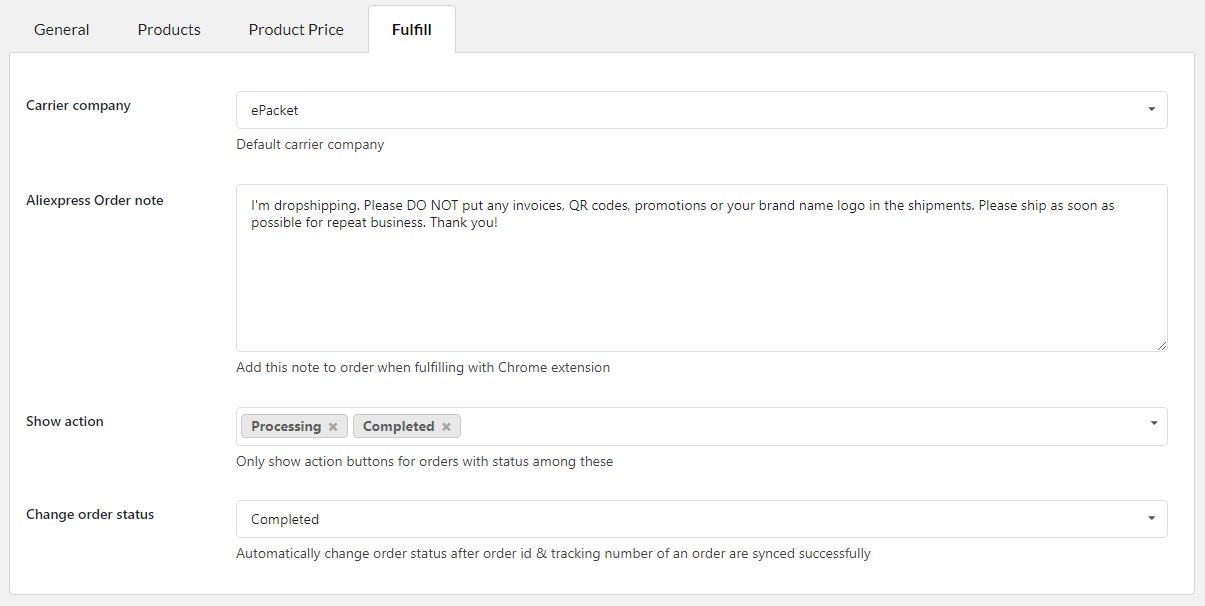 General
Products
Product Price
Fulfill
Carrier company
ePacket
Default carrier company
Aliexpress Order note
I'm dropshipping. Please DO NOT put any invoices, QR codes, promotions or your brand name logo in the shipments. Please ship as soon as
possible for repeat business. Thank you!
Add this note to order when fulfilling with Chrome extension
Show action
Processing ×
Completed ×
Only show action buttons for orders with status among these
Change order status
Completed
Automatically change order status after order id & tracking number of an order are synced successfully